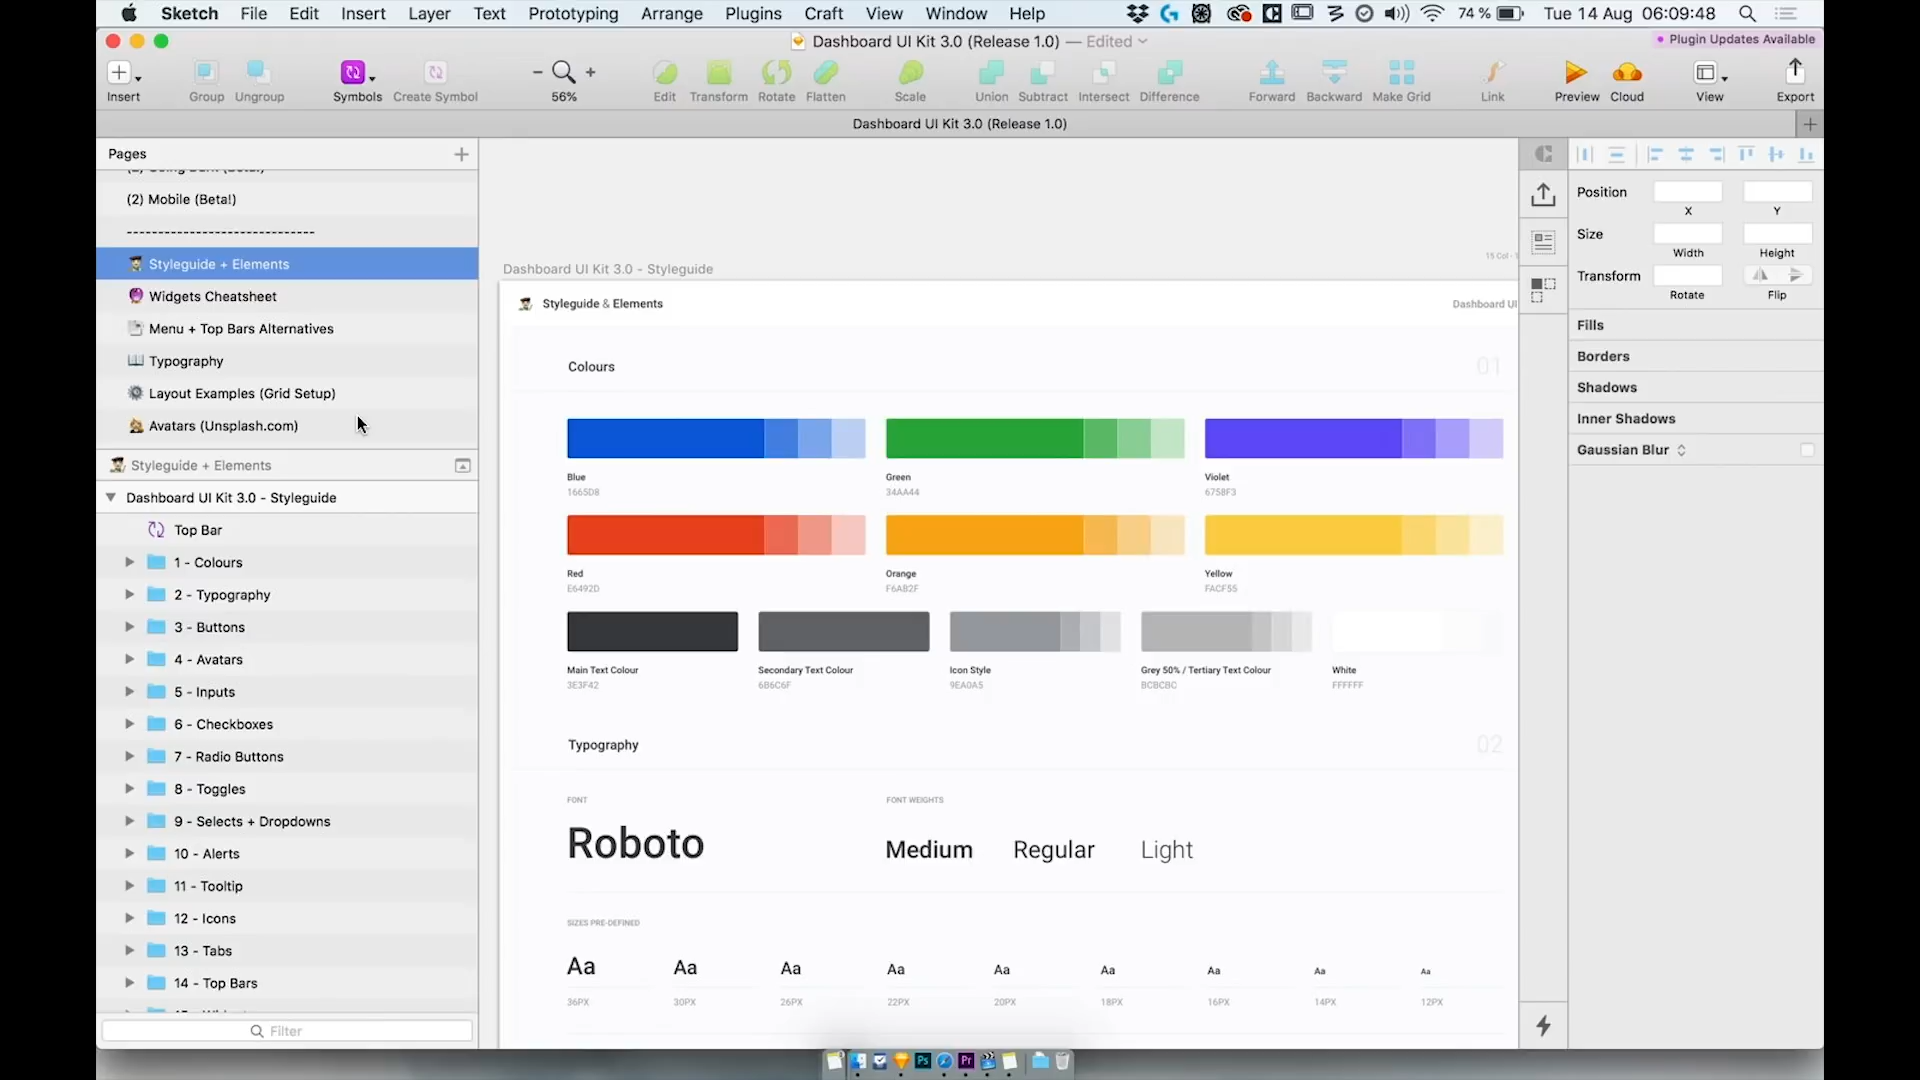 Sketch File Edit Insert Layer Text Prototyping Arrange Plugins Craft View Window Help 74 % Tue 14 Aug 06:09:48
Dashboard UI Kit 3.0 (Release 1.0) — Edited
Plugin Updates Available
Insert Group Ungroup Symbols Create Symbol 56% Edit Transform Rotate Flatten Scale Union Subtract Intersect Difference Forward Backward Make Grid Link Preview Cloud View Export
Dashboard UI Kit 3.0 (Release 1.0)
Pages
(2) Mobile (Beta!)
------------------------------
Styleguide + Elements
Widgets Cheatsheet
Menu + Top Bars Alternatives
Typography
Layout Examples (Grid Setup)
Avatars (Unsplash.com)
Styleguide + Elements
Dashboard UI Kit 3.0 - Styleguide
Top Bar
1 - Colours
2 - Typography
3 - Buttons
4 - Avatars
5 - Inputs
6 - Checkboxes
7 - Radio Buttons
8 - Toggles
9 - Selects + Dropdowns
10 - Alerts
11 - Tooltip
12 - Icons
13 - Tabs
14 - Top Bars
Filter
15 Col -
Dashboard UI Kit 3.0 - Styleguide
Styleguide & Elements
Dashboard UI
Colours
01
Blue Green Violet
1665D8 34AA44 6758F3
Red Orange Yellow
E6492D F6AB2F FACF55
Main Text Colour Secondary Text Colour Icon Style Grey 50% / Tertiary Text Colour White
3E3F42 6B6C6F 9EA0A5 BCBCBC FFFFFF
Typography
02
FONT FONT WEIGHTS
Roboto Medium Regular Light
SIZES PRE-DEFINED
Aa Aa Aa Aa Aa Aa Aa Aa Aa
36PX 30PX 26PX 22PX 20PX 18PX 16PX 14PX 12PX
Position
X Y
Size
Width Height
Transform
Rotate Flip
Fills
Borders
Shadows
Inner Shadows
Gaussian Blur
Ps Pr